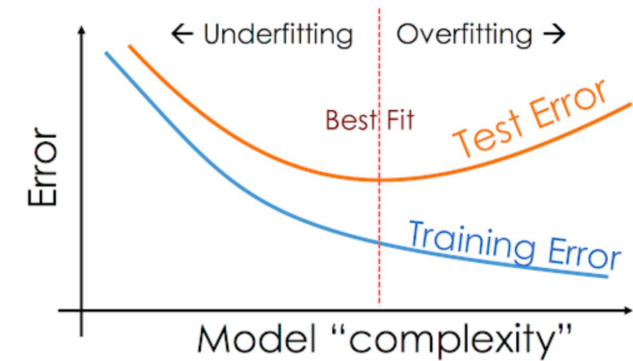 ← Underfitting
Overfitting →
Best Fit
Test Error
Error
Training Error
Model “complexity”